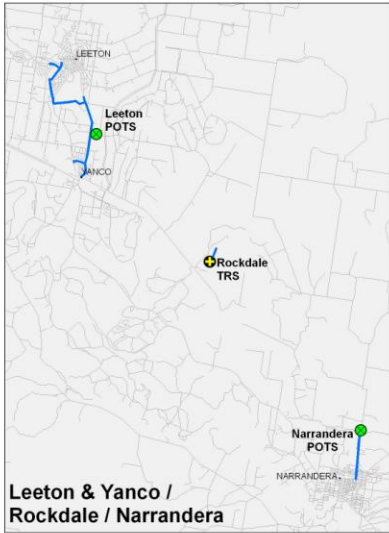 LEETON
Leeton
POTS
YANCO
Rockdale
TRS
Narrandera
POTS
NARRANDERA
Leeton & Yanco /
Rockdale / Narrandera